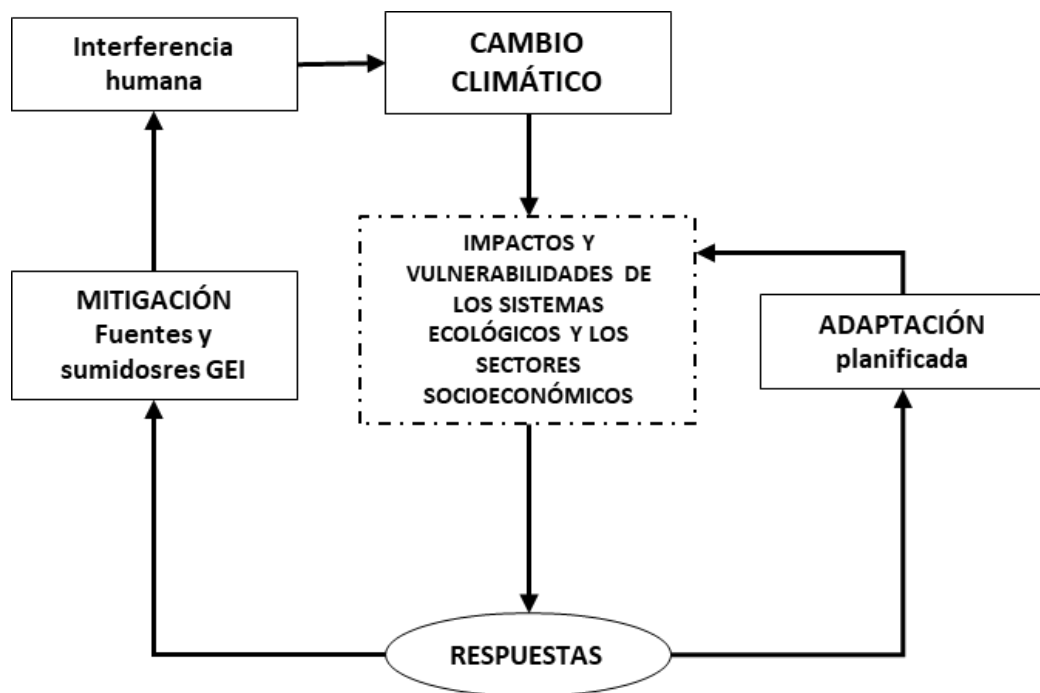 Interferencia
humana
CAMBIO
CLIMÁTICO
IMPACTOS Y
VULNERABILIDADES DE
LOS SISTEMAS
ECOLÓGICOS Y LOS
SECTORES
SOCIOECONÓMICOS
MITIGACIÓN
Fuentes y
sumidosres GEI
ADAPTACIÓN
planificada
RESPUESTAS